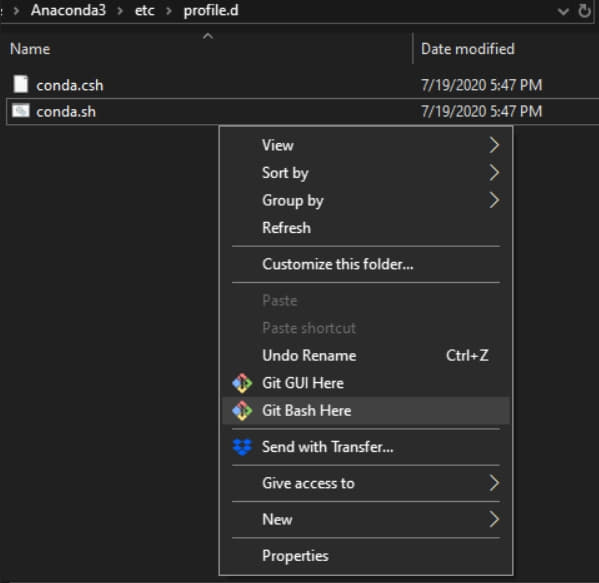 Anaconda3 > etc > profile.d
Name Date modified
conda.csh 7/19/2020 5:47 PM
conda.sh 7/19/2020 5:47 PM
View
Sort by
Group by
Refresh
Customize this folder...
Paste
Paste shortcut
Undo Rename Ctrl+Z
Git GUI Here
Git Bash Here
Send with Transfer...
Give access to
New
Properties